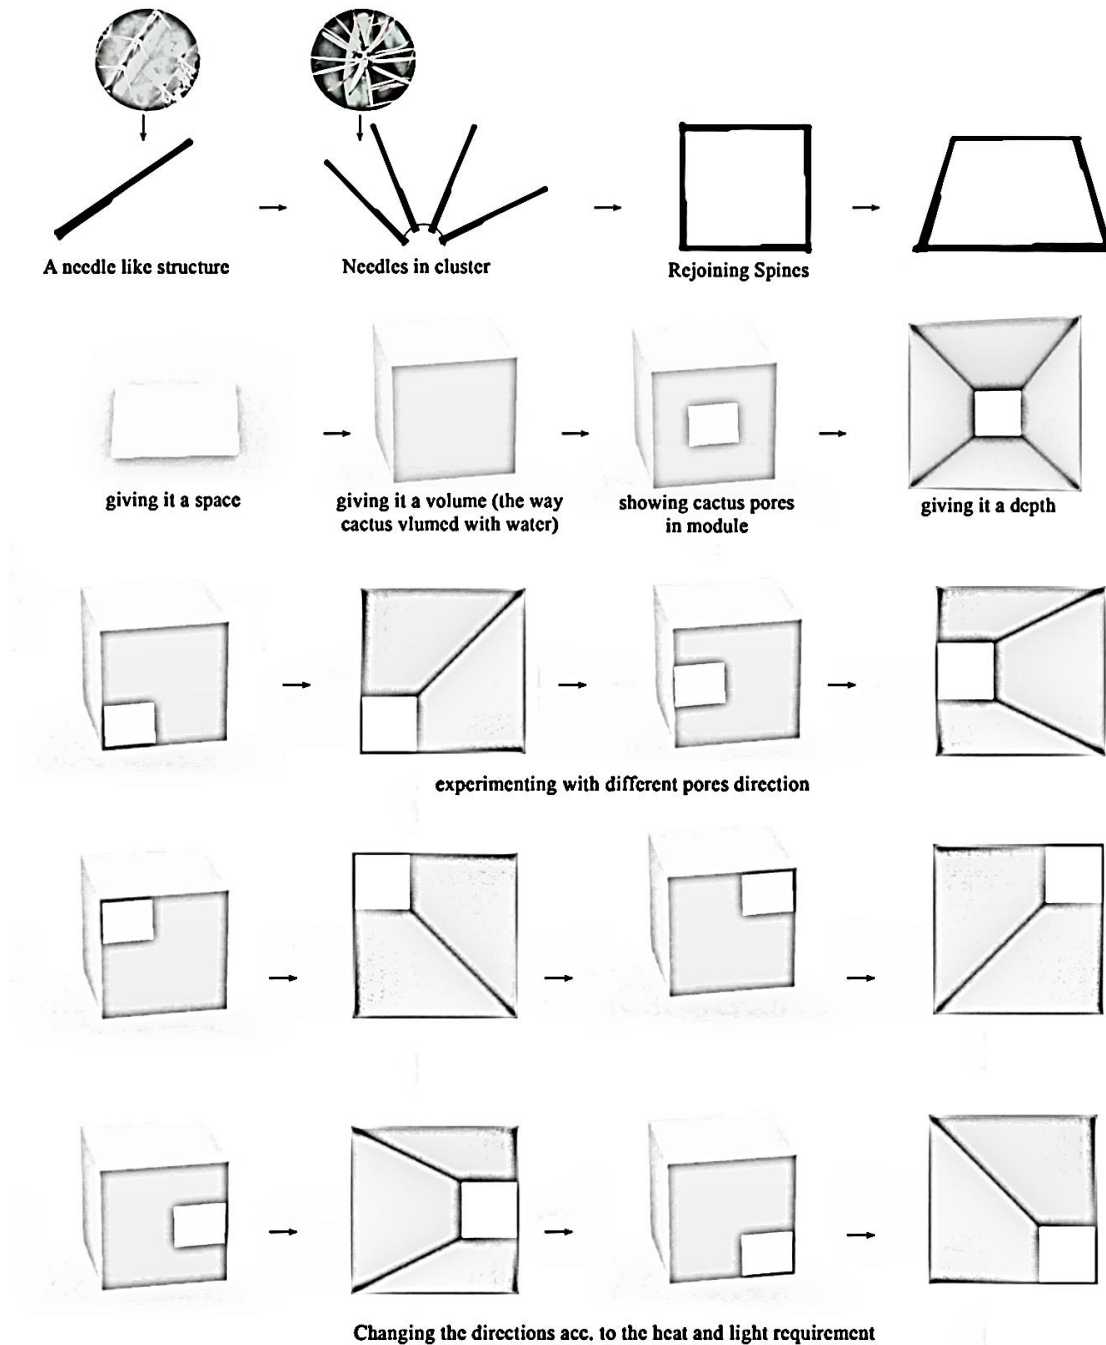 A needle like structure
Needles in cluster
Rejoining Spines
giving it a space
giving it a volume (the way
cactus vlumed with water)
showing cactus pores
in module
giving it a depth
experimenting with different pores direction
Changing the directions acc. to the heat and light requirement